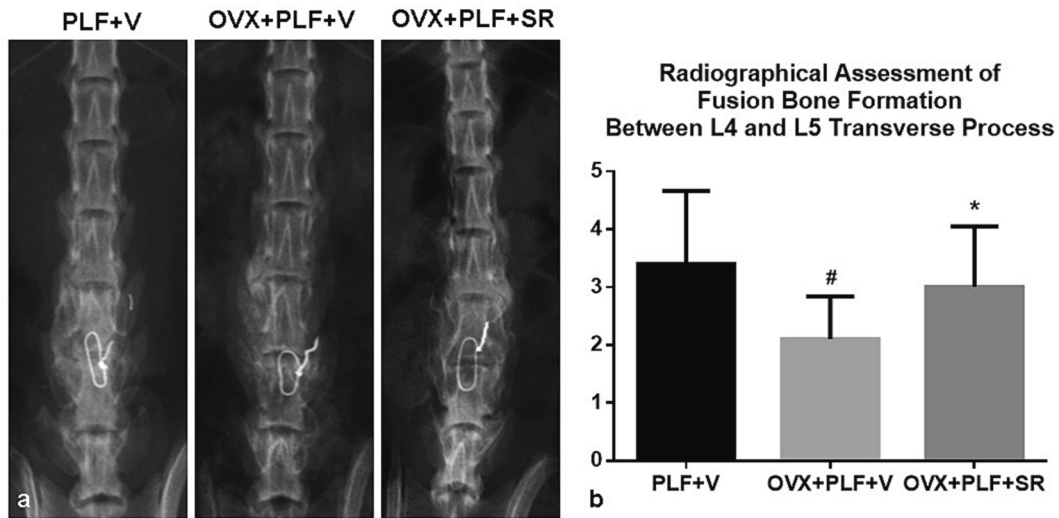 PLF+V
OVX+PLF+V
OVX+PLF+SR
a
Radiographical Assessment of
Fusion Bone Formation
Between L4 and L5 Transverse Process
5
4
3
2
1
0
#
*
PLF+V
OVX+PLF+V
OVX+PLF+SR
b